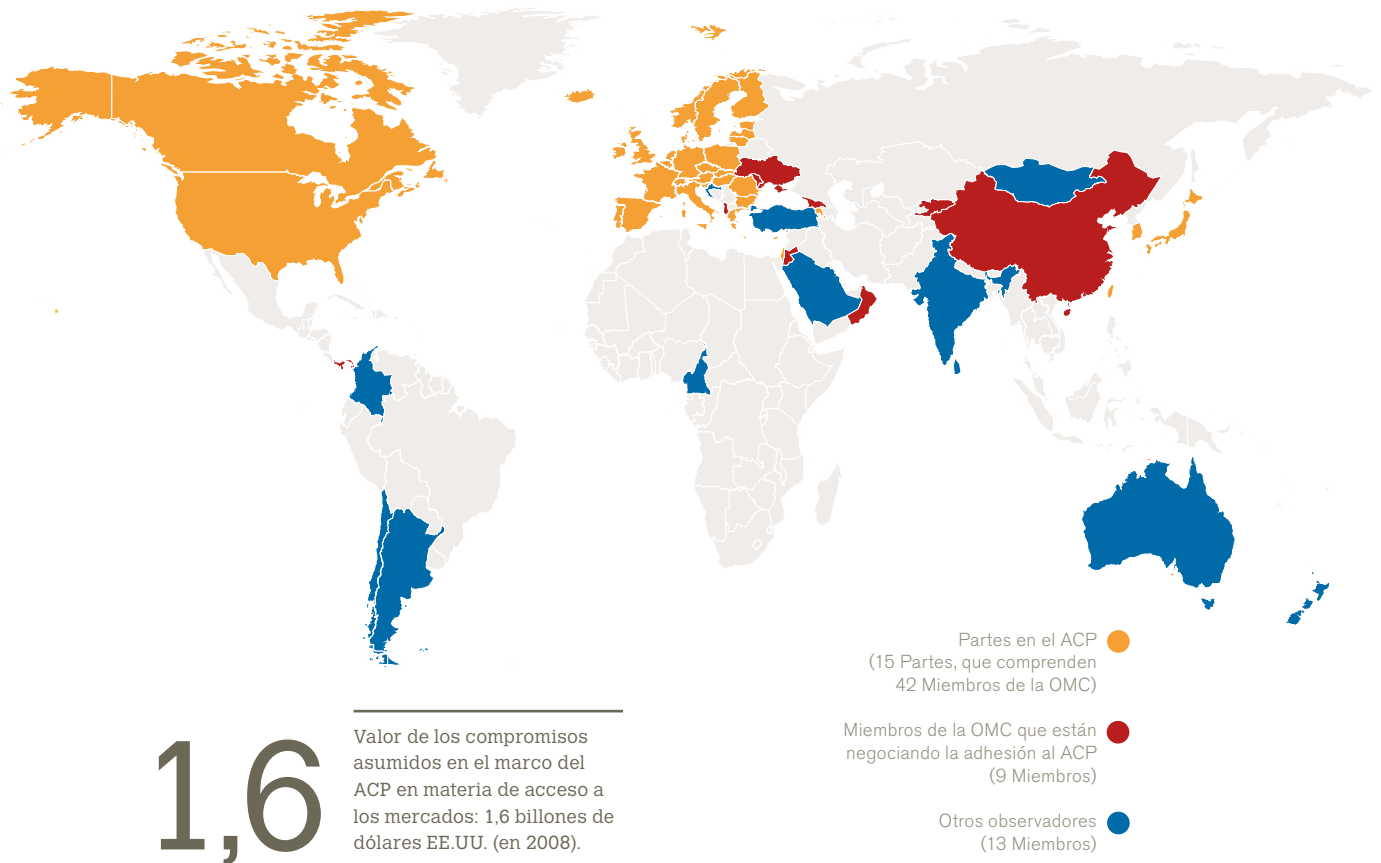 Partes en el ACP
(15 Partes, que comprenden
42 Miembros de la OMC)
Miembros de la OMC que están
negociando la adhesión al ACP
(9 Miembros)
Otros observadores
(13 Miembros)
1,6
Valor de los compromisos
asumidos en el marco del
ACP en materia de acceso a
los mercados: 1,6 billones de
dólares EE.UU. (en 2008).